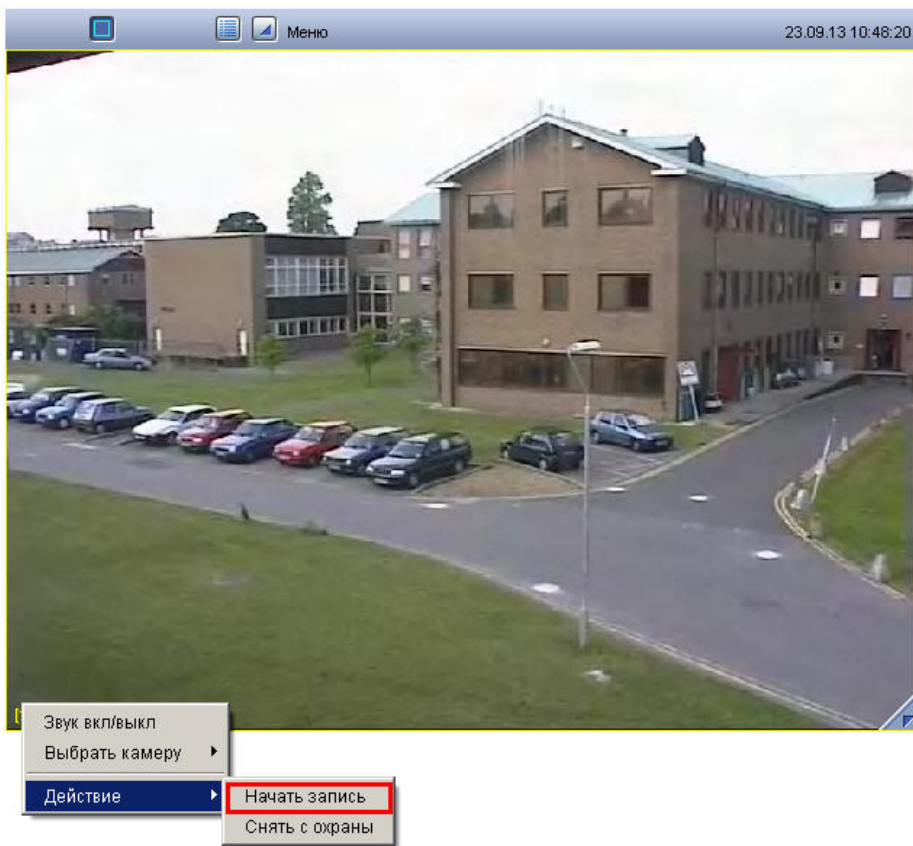 Меню
23.09.13 10:48:20
Звук вкл/выкл
Выбрать камеру
Действие
Начать запись
Снять с охраны